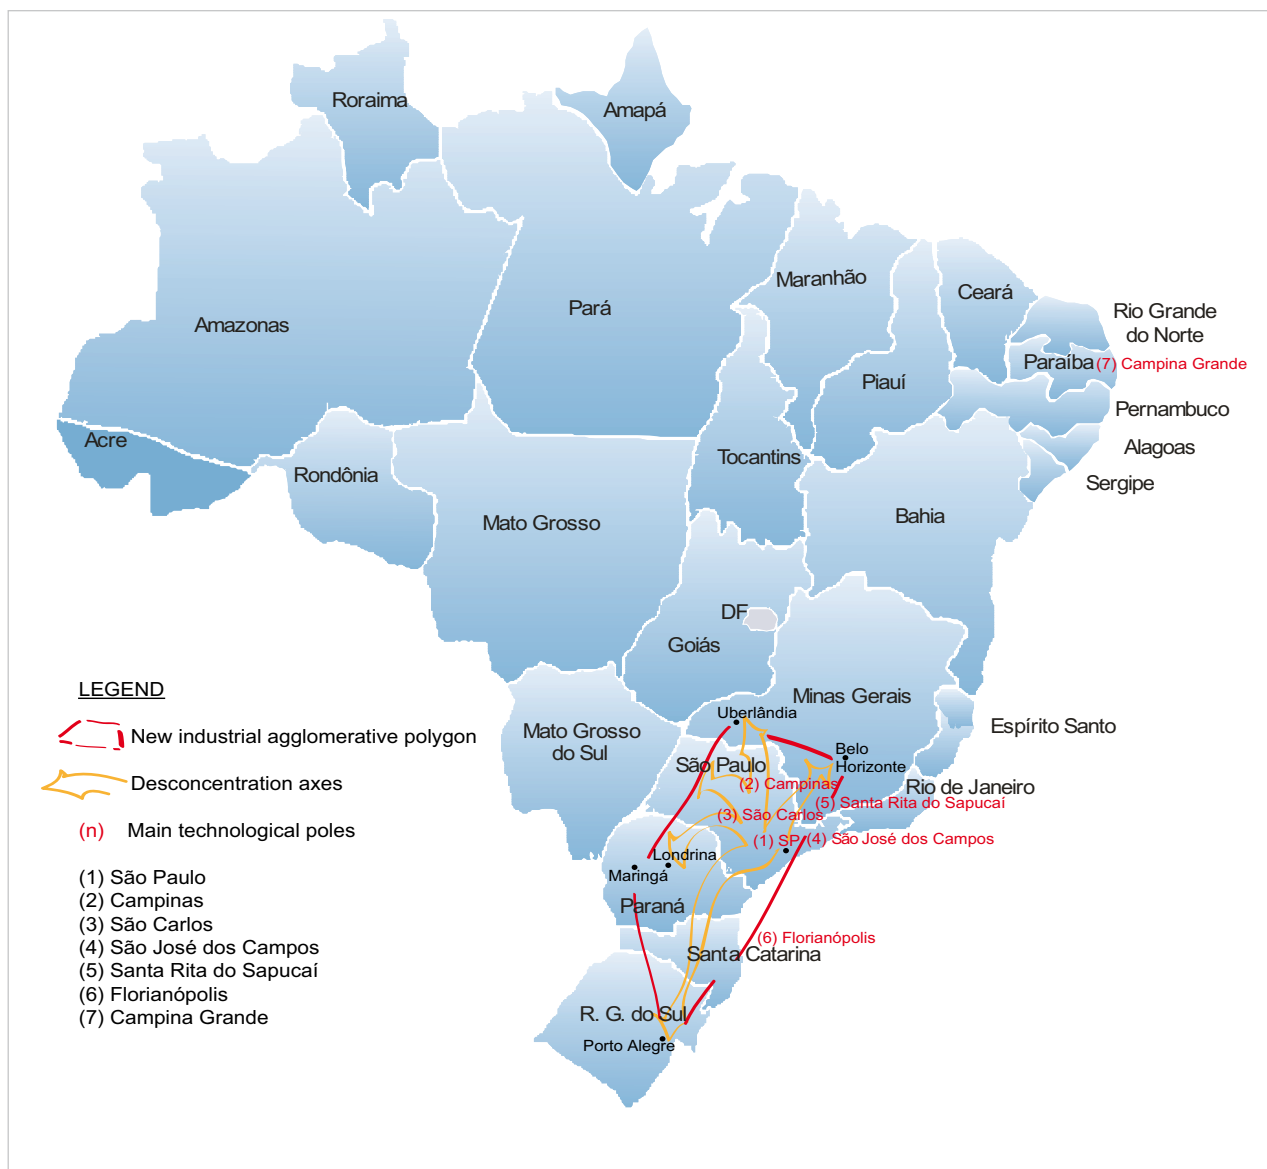 Roraima
Amapá
Amazonas
Pará
Maranhão
Ceará
Rio Grande
do Norte
Paraíba
(7) Campina Grande
Piauí
Pernambuco
Acre
Alagoas
Tocantins
Rondônia
Sergipe
Mato Grosso
Bahia
DF
Goiás
Minas Gerais
Uberlândia
Espírito Santo
Mato Grosso
do Sul
Belo
Horizonte
São Paulo
(2) Campinas
Rio de Janeiro
(5) Santa Rita do Sapucaí
(3) São Carlos
(1) SP
(4) São José dos Campos
Londrina
Maringá
Paraná
(6) Florianópolis
Santa Catarina
R. G. do Sul
Porto Alegre
LEGEND
New industrial agglomerative polygon
Desconcentration axes
(n) Main technological poles
(1) São Paulo
(2) Campinas
(3) São Carlos
(4) São José dos Campos
(5) Santa Rita do Sapucaí
(6) Florianópolis
(7) Campina Grande